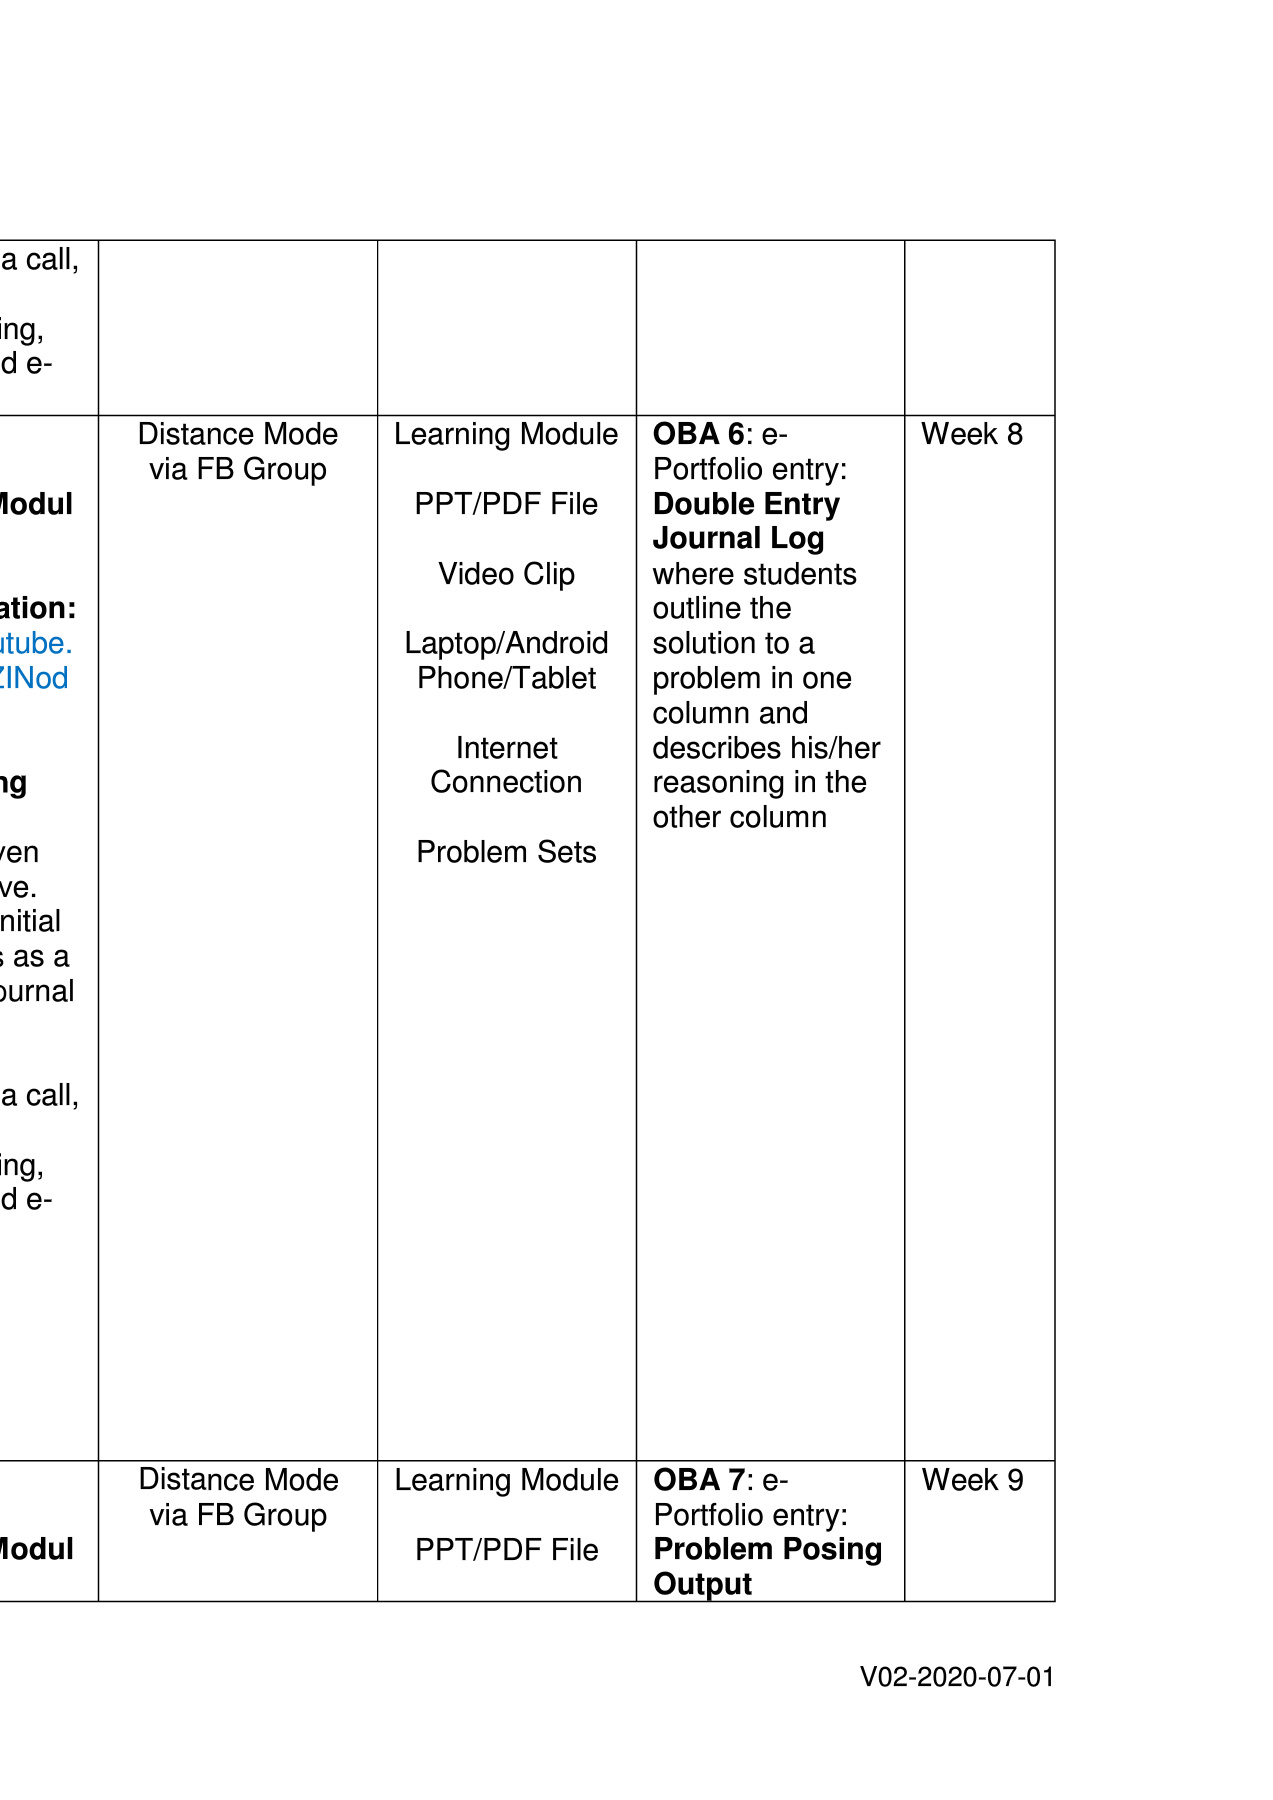 a call,
ing,
d e-
Modul
ation:
utube.
ZINod
ng
ven
ve.
nitial
s as a
ournal
a call,
ing,
d e-
Distance Mode
via FB Group
Learning Module
PPT/PDF File
Video Clip
Laptop/Android
Phone/Tablet
Internet
Connection
Problem Sets
OBA 6: e-
Portfolio entry:
Double Entry
Journal Log
where students
outline the
solution to a
problem in one
column and
describes his/her
reasoning in the
other column
Week 8
Modul
Distance Mode
via FB Group
Learning Module
PPT/PDF File
OBA 7: e-
Portfolio entry:
Problem Posing
Output
Week 9
V02-2020-07-01